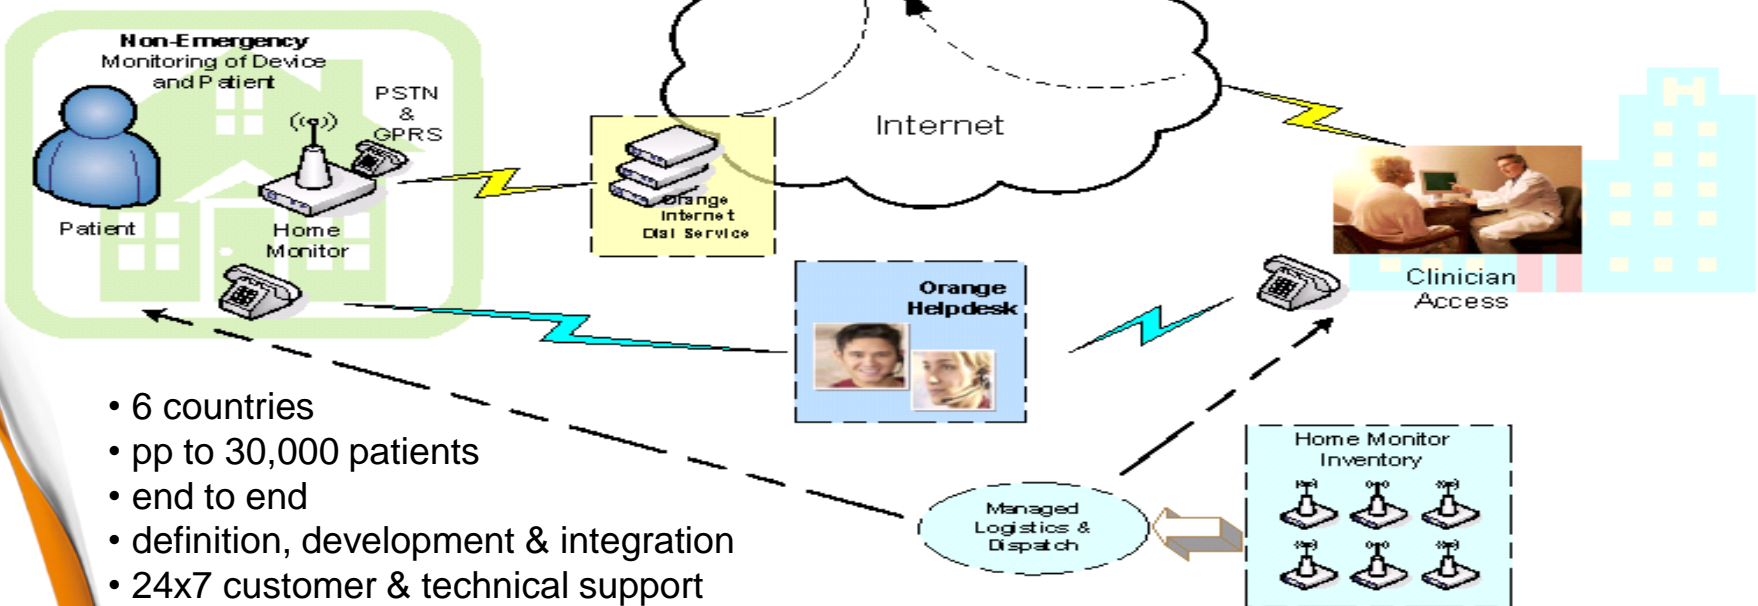 Non-Emergency
Monitoring of Device
and Patient
PSTN
&
GPRS
Patient
Home
Monitor
Orange
Internet
Dial Service
Internet
H
Clinician
Access
Orange
Helpdesk
Managed
Logistics &
Dispatch
Home Monitor
Inventory
• 6 countries
• pp to 30,000 patients
• end to end
• definition, development & integration
• 24x7 customer & technical support